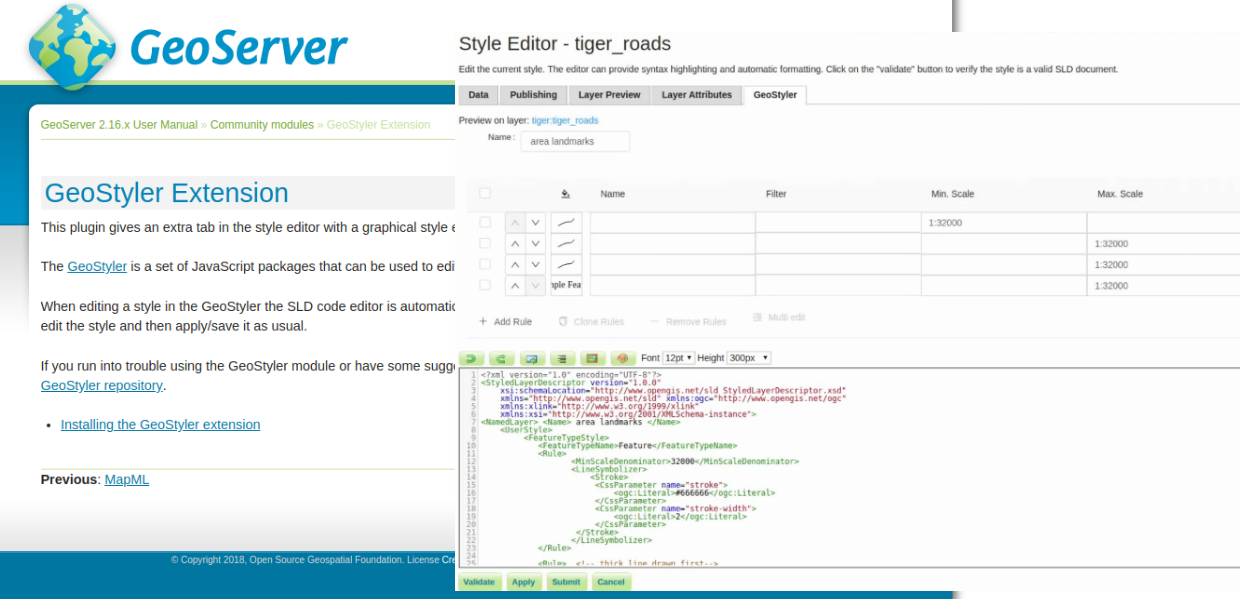 GeoServer
GeoServer 2.16.x User Manual » Community modules » GeoStyler Extension
GeoStyler Extension
This plugin gives an extra tab in the style editor with a graphical style
The GeoStyler is a set of JavaScript packages that can be used to edi
When editing a style in the GeoStyler the SLD code editor is automatic
edit the style and then apply/save it as usual.
If you run into trouble using the GeoStyler module or have some sugge
GeoStyler repository.
• Installing the GeoStyler extension
Previous: MapML
© Copyright 2018, Open Source Geospatial Foundation. License Cre
Style Editor - tiger_roads
Edit the current style. The editor can provide syntax highlighting and automatic formatting. Click on the "validate" button to verify the style is a valid SLD document.
Data Publishing Layer Preview Layer Attributes GeoStyler
Preview on layer: tiger:tiger_roads
Name : area landmarks
Name Filter Min. Scale Max. Scale
1:32000
1:32000
1:32000
ple Fea 1:32000
+ Add Rule Clone Rules Remove Rules Multi edit
Font 12pt Height 300px
1 <?xml version="1.0" encoding="UTF-8"?>
2 <StyledLayerDescriptor version="1.0.0"
3 xsi:schemaLocation="http://www.opengis.net/sld StyledLayerDescriptor.xsd"
4 xmlns="http://www.opengis.net/sld" xmlns:ogc="http://www.opengis.net/ogc"
5 xmlns:xlink="http://www.w3.org/1999/xlink"
6 xmlns:xsi="http://www.w3.org/2001/XMLSchema-instance">
7 <NamedLayer> <Name> area landmarks </Name>
8 <UserStyle>
9 <FeatureTypeStyle>
10 <FeatureTypeName>Feature</FeatureTypeName>
11 <Rule>
12 <MinScaleDenominator>32000</MinScaleDenominator>
13 <LineSymbolizer>
14 <Stroke>
15 <CssParameter name="stroke">
16 <ogc:Literal>#666666</ogc:Literal>
17 </CssParameter>
18 <CssParameter name="stroke-width">
19 <ogc:Literal>2</ogc:Literal>
20 </CssParameter>
21 </Stroke>
22 </LineSymbolizer>
23 </Rule>
24
25 <Rule> <!-- thick line drawn first-->
Validate Apply Submit Cancel